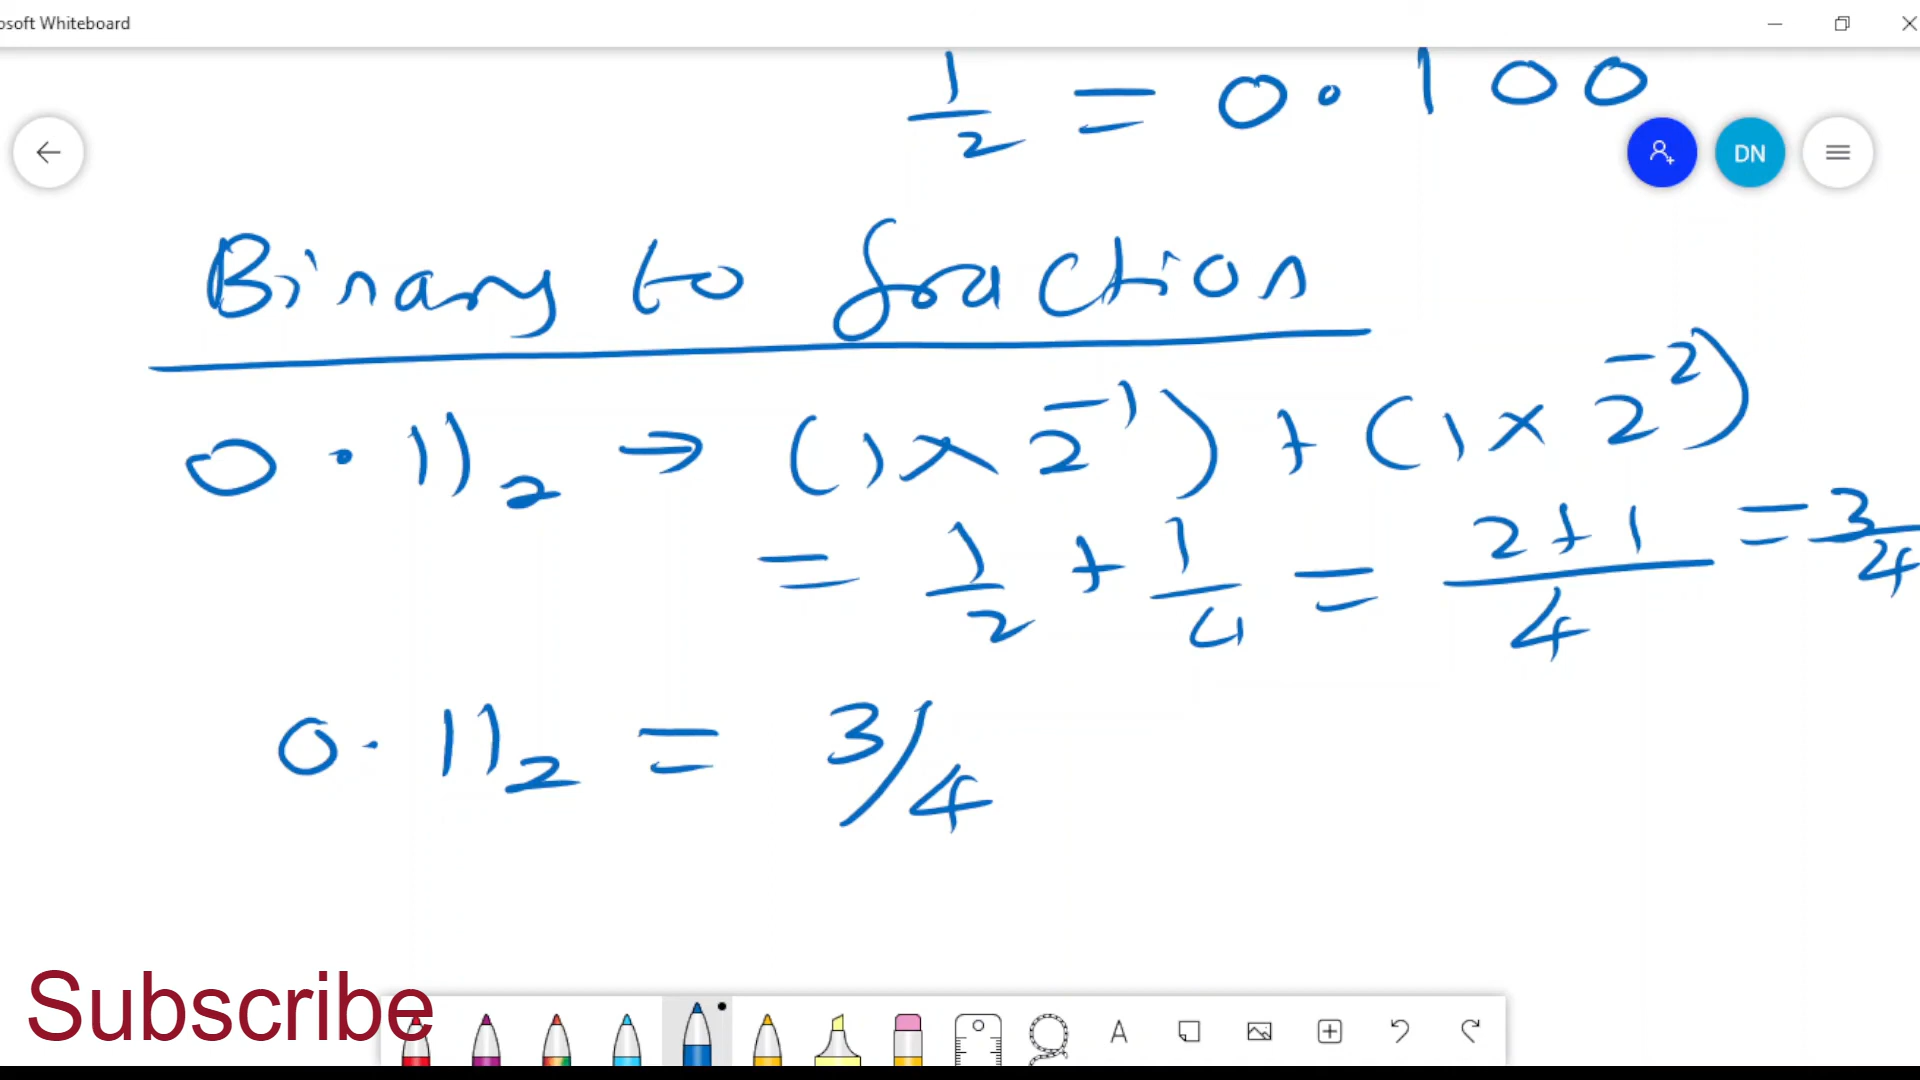 osoft Whiteboard
1/2 = 0.100
DN
Binary to fraction
0.11₂ → (1 × 2⁻¹) + (1 × 2⁻²)
= 1/2 + 1/4 = (2+1)/4 = 3/4
0.11₂ = 3/4
Subscribe
A